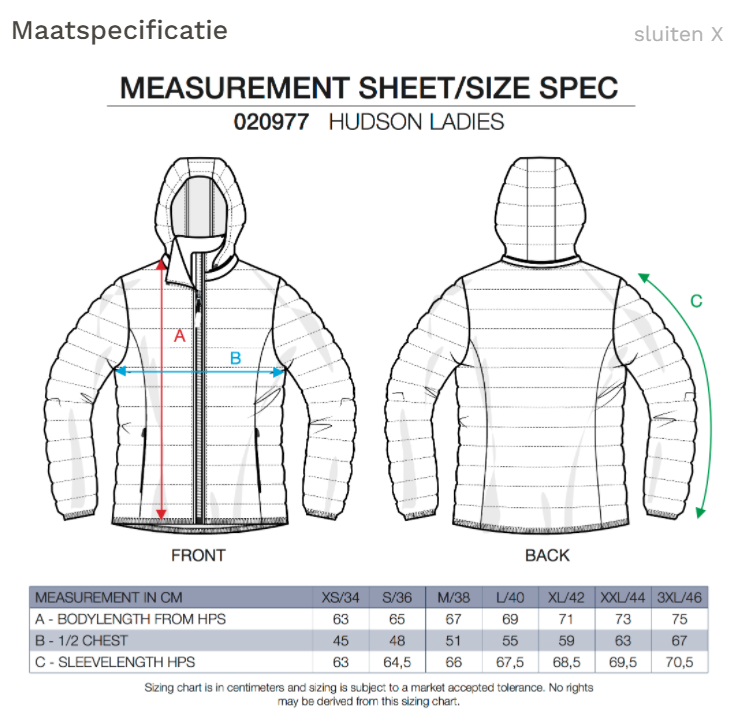 Maatspecificatie
sluiten X
MEASUREMENT SHEET/SIZE SPEC
020977 HUDSON LADIES
A
B
C
FRONT
BACK
MEASUREMENT IN CM XS/34 S/36 M/38 L/40 XL/42 XXL/44 3XL/46
A - BODYLENGTH FROM HPS 63 65 67 69 71 73 75
B - 1/2 CHEST 45 48 51 55 59 63 67
C - SLEEVELENGTH HPS 63 64,5 66 67,5 68,5 69,5 70,5
Sizing chart is in centimeters and sizing is subject to a market accepted tolerance. No rights
may be derived from this sizing chart.